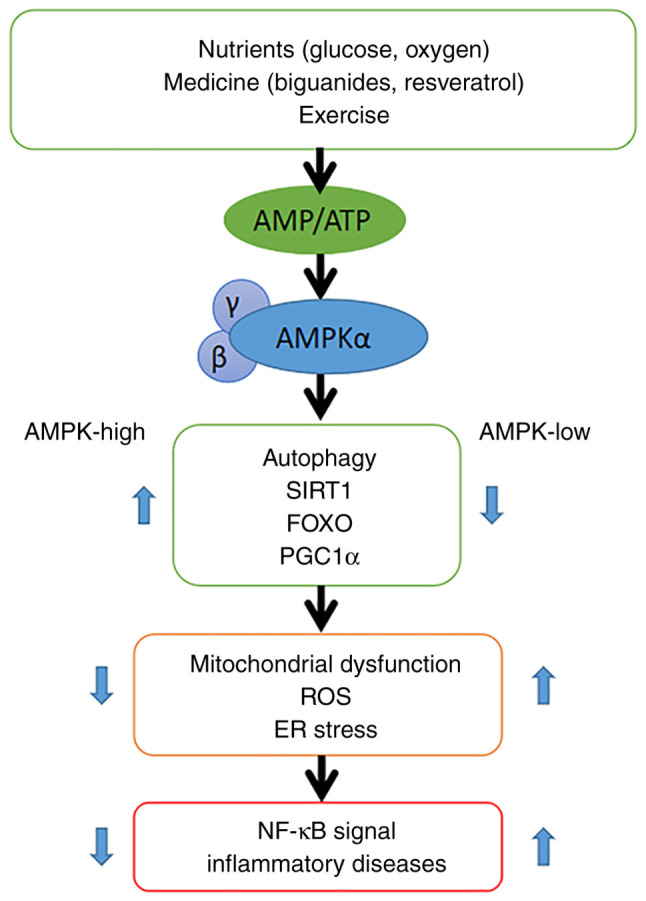 Nutrients (glucose, oxygen)
Medicine (biguanides, resveratrol)
Exercise
AMP/ATP
γ
AMPKα
β
AMPK-high
AMPK-low
Autophagy
SIRT1
FOXO
PGC1α
Mitochondrial dysfunction
ROS
ER stress
NF-κB signal
inflammatory diseases